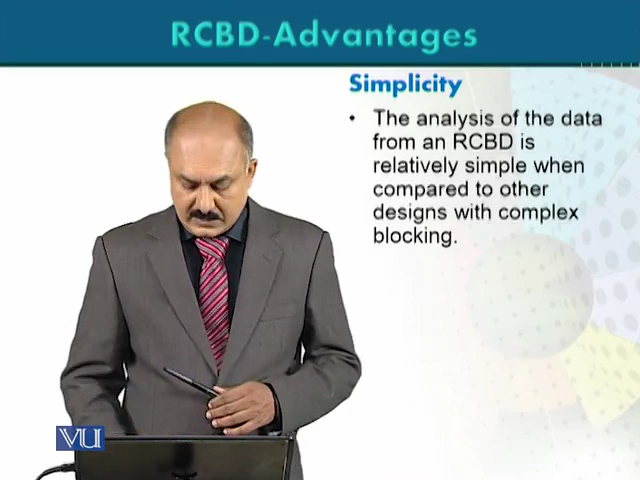 RCBD-Advantages
Simplicity
• The analysis of the data
from an RCBD is
relatively simple when
compared to other
designs with complex
blocking.
VU